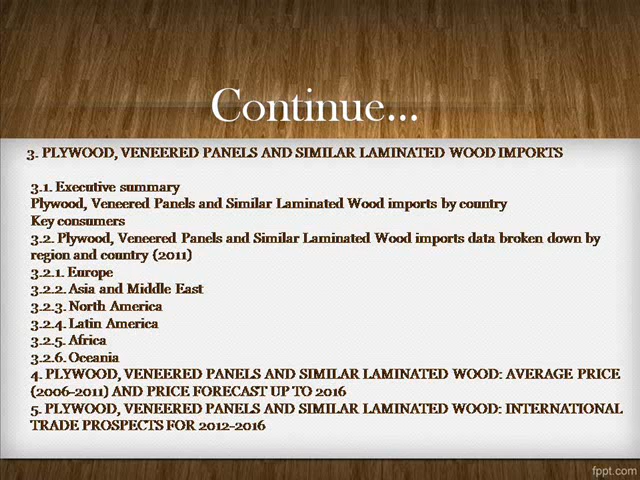 Continue...
3. PLYWOOD, VENEERED PANELS AND SIMILAR LAMINATED WOOD IMPORTS
3.1. Executive summary
Plywood, Veneered Panels and Similar Laminated Wood imports by country
Key consumers
3.2. Plywood, Veneered Panels and Similar Laminated Wood imports data broken down by
region and country (2011)
3.2.1. Europe
3.2.2. Asia and Middle East
3.2.3. North America
3.2.4. Latin America
3.2.5. Africa
3.2.6. Oceania
4. PLYWOOD, VENEERED PANELS AND SIMILAR LAMINATED WOOD: AVERAGE PRICE
(2006-2011) AND PRICE FORECAST UP TO 2016
5. PLYWOOD, VENEERED PANELS AND SIMILAR LAMINATED WOOD: INTERNATIONAL
TRADE PROSPECTS FOR 2012-2016
fppt.com